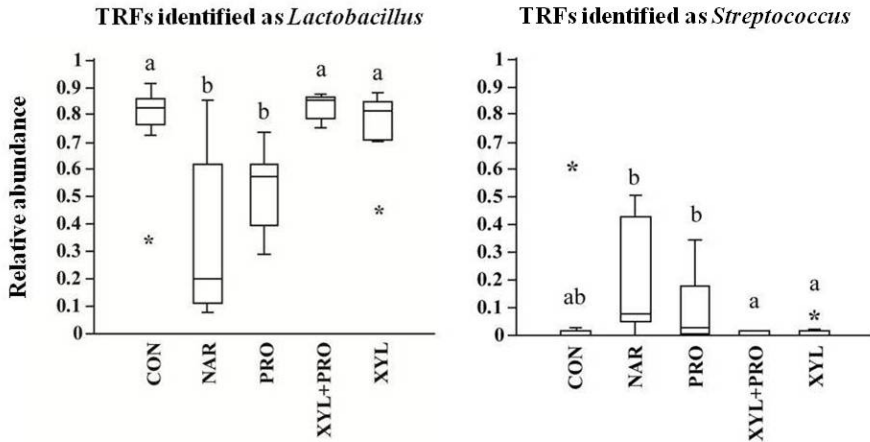 TRFs identified as Lactobacillus
Relative abundance
1
0.9
0.8
0.7
0.6
0.5
0.4
0.3
0.2
0.1
0
a
b
b
a
a
*
*
CON
NAR
PRO
XYL+PRO
XYL
TRFs identified as Streptococcus
1
0.9
0.8
0.7
0.6
0.5
0.4
0.3
0.2
0.1
0
*
ab
b
b
a
a
*
CON
NAR
PRO
XYL+PRO
XYL